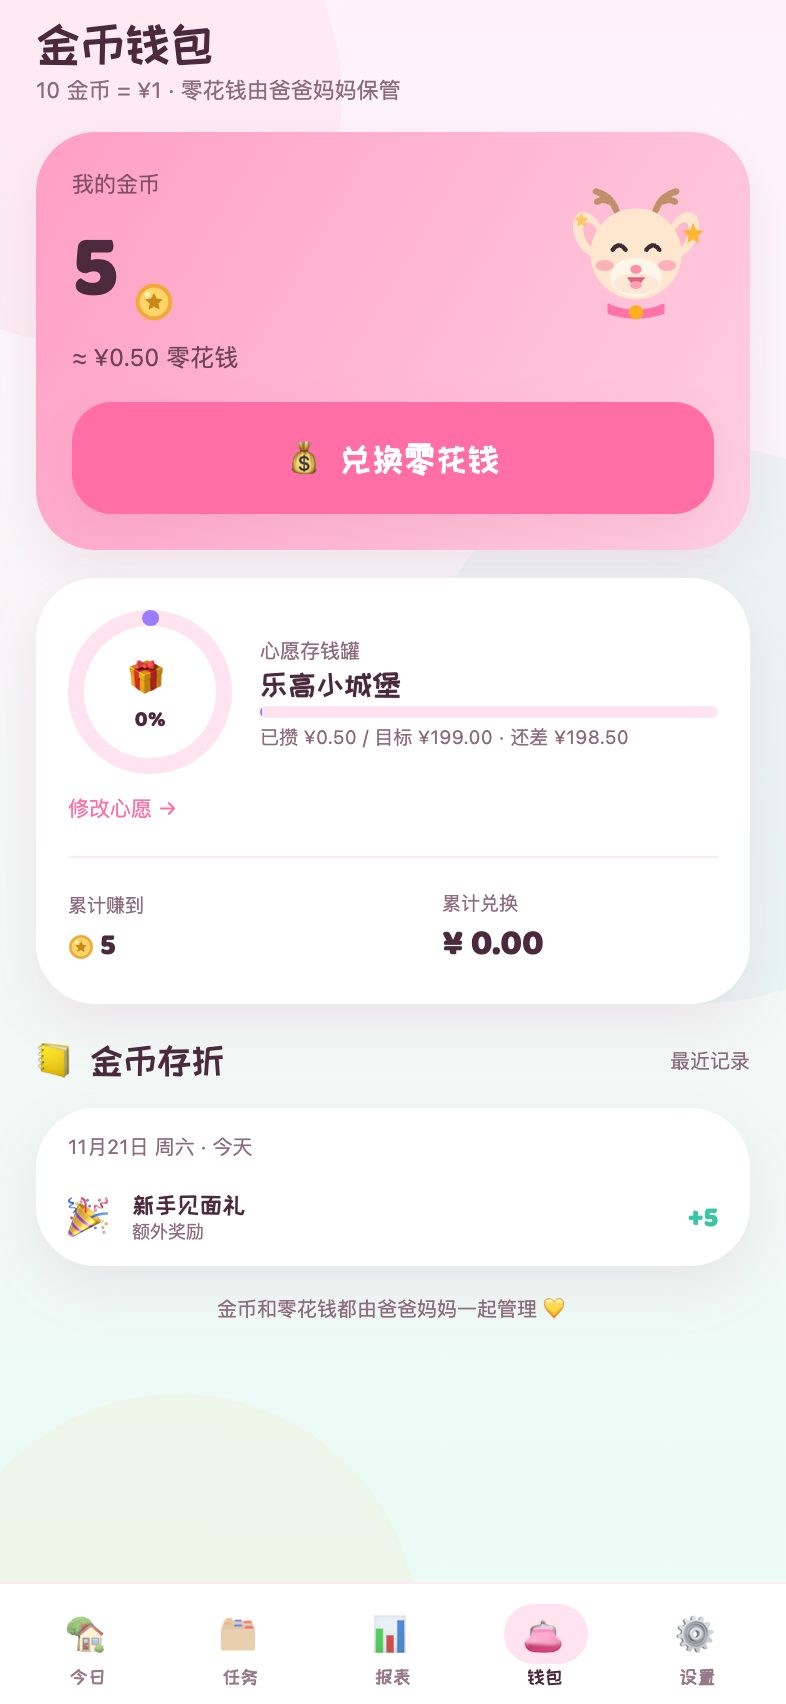 金币钱包
10 金币 = ¥1 · 零花钱由爸爸妈妈保管
我的金币
5
≈ ¥0.50 零花钱
兑换零花钱
0%
心愿存钱罐
乐高小城堡
已攒 ¥0.50 / 目标 ¥199.00 · 还差 ¥198.50
修改心愿 →
累计赚到
5
累计兑换
¥ 0.00
金币存折
最近记录
11月21日 周六 · 今天
新手见面礼
额外奖励
+5
金币和零花钱都由爸爸妈妈一起管理 💛
今日
任务
报表
钱包
设置